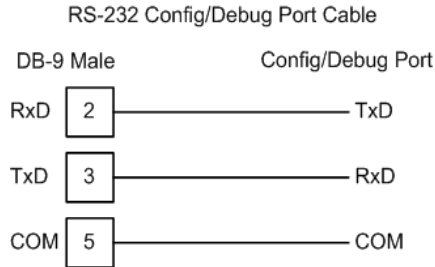 RS-232 Config/Debug Port Cable
DB-9 Male Config/Debug Port
RxD 2 TxD
TxD 3 RxD
COM 5 COM